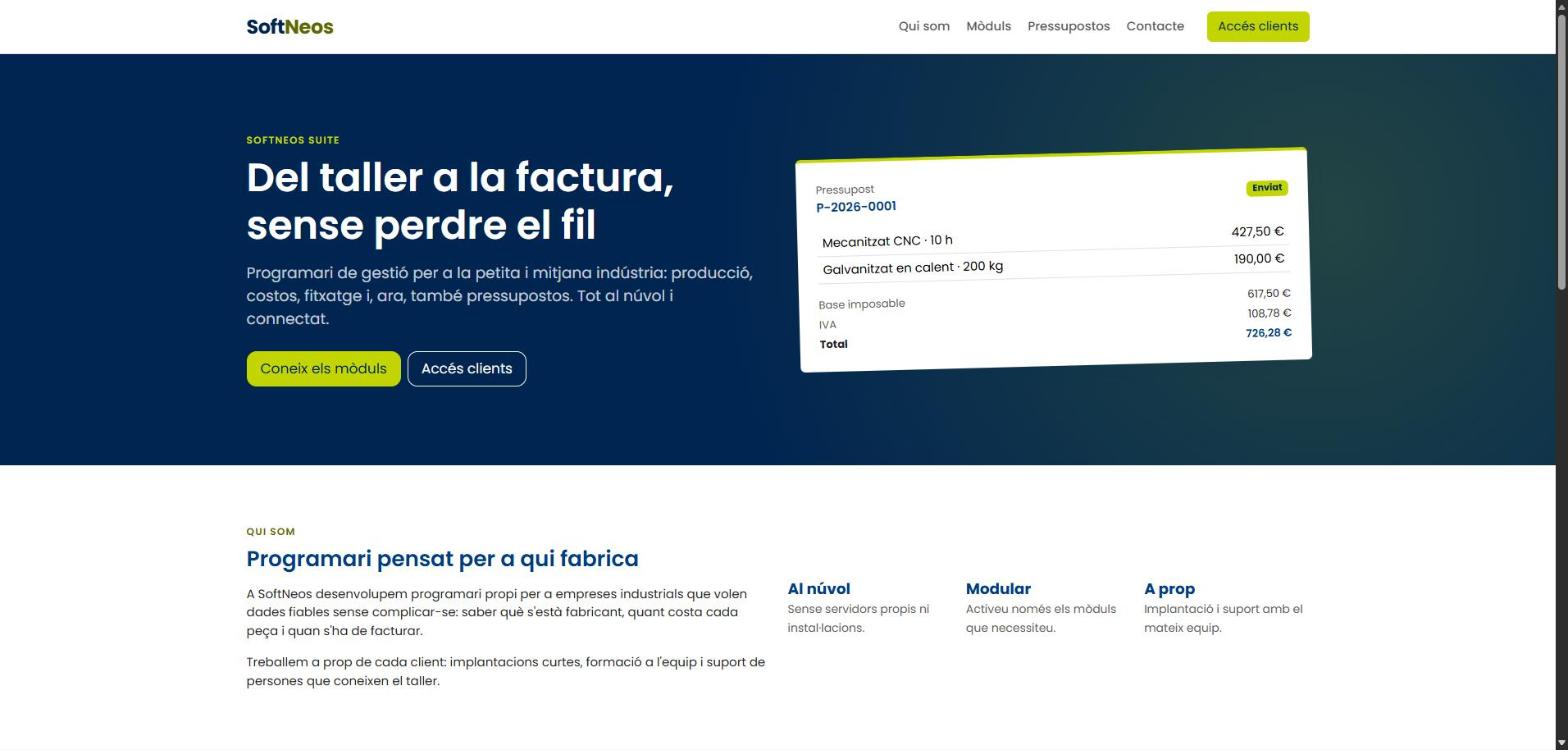 SoftNeos
Qui som
Mòduls
Pressupostos
Contacte
Accés clients
SOFTNEOS SUITE
Del taller a la factura,
sense perdre el fil
Programari de gestió per a la petita i mitjana indústria: producció,
costos, fitxatge i, ara, també pressupostos. Tot al núvol i
connectat.
Coneix els mòduls
Accés clients
Pressupost
Enviat
P-2026-0001
Mecanitzat CNC · 10 h 427,50 €
Galvanitzat en calent · 200 kg 190,00 €
Base imposable 617,50 €
IVA 108,78 €
Total 726,28 €
QUI SOM
Programari pensat per a qui fabrica
A SoftNeos desenvolupem programari propi per a empreses industrials que volen
dades fiables sense complicar-se: saber què s'està fabricant, quant costa cada
peça i quan s'ha de facturar.
Treballem a prop de cada client: implantacions curtes, formació a l'equip i suport de
persones que coneixen el taller.
Al núvol
Sense servidors propis ni
instal·lacions.
Modular
Activeu només els mòduls
que necessiteu.
A prop
Implantació i suport amb el
mateix equip.